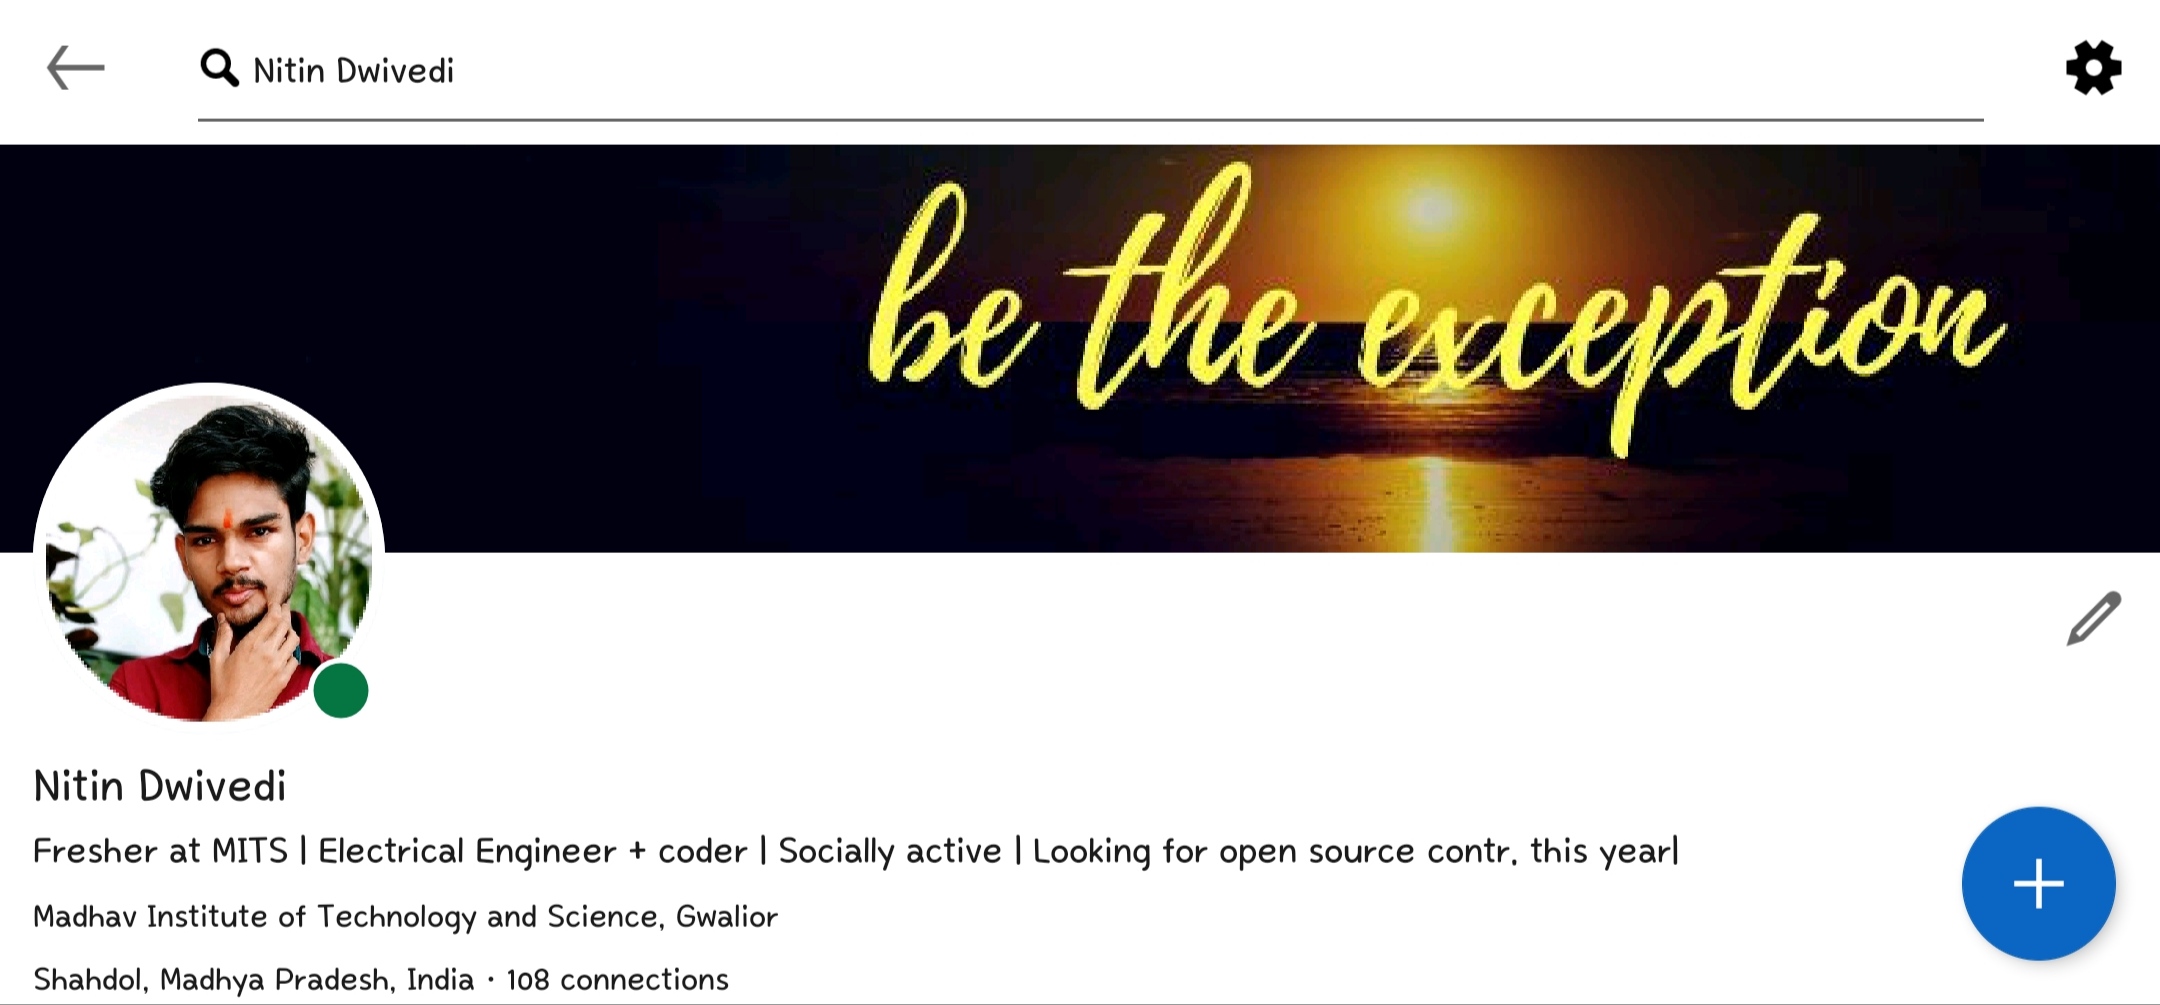 Nitin Dwivedi
be the exception
Nitin Dwivedi
Fresher at MITS | Electrical Engineer + coder | Socially active | Looking for open source contr. this year|
Madhav Institute of Technology and Science, Gwalior
Shahdol, Madhya Pradesh, India · 108 connections